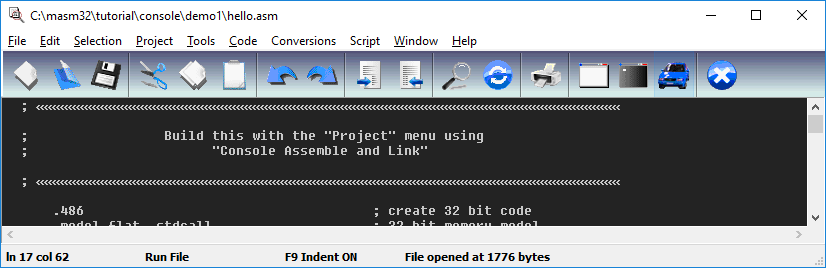 C:\masm32\tutorial\console\demo1\hello.asm
File Edit Selection Project Tools Code Conversions Script Window Help
; «««««««««««««««««««««««««««««««««««««««««««««««««««««««««««««««««««««««««
; Build this with the "Project" menu using
; "Console Assemble and Link"
; «««««««««««««««««««««««««««««««««««««««««««««««««««««««««««««««««««««««««
.486 ; create 32 bit code
.model flat, stdcall ; 32 bit memory model
ln 17 col 62 Run File F9 Indent ON File opened at 1776 bytes